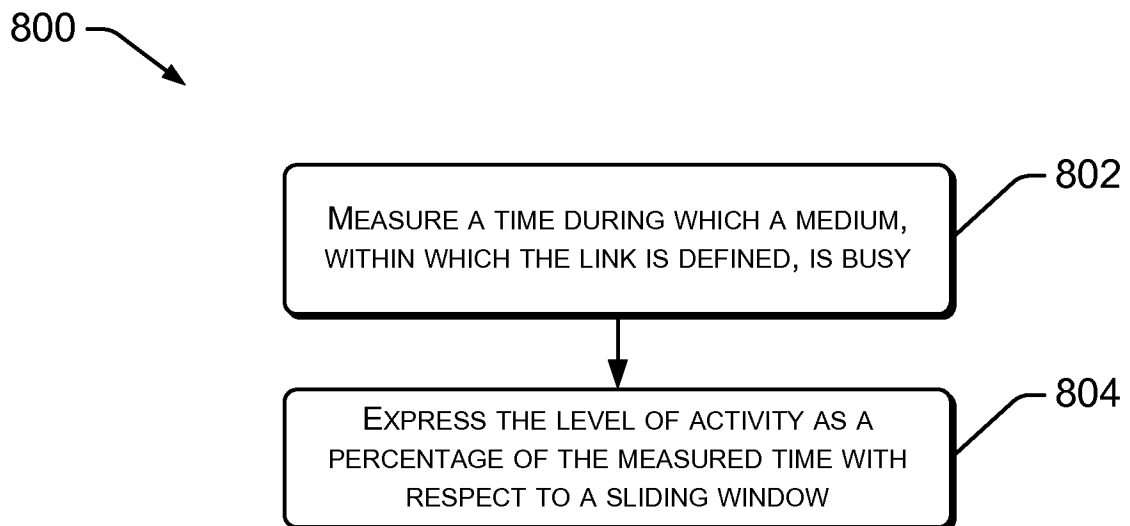 800
802
MEASURE A TIME DURING WHICH A MEDIUM,
WITHIN WHICH THE LINK IS DEFINED, IS BUSY
804
EXPRESS THE LEVEL OF ACTIVITY AS A
PERCENTAGE OF THE MEASURED TIME WITH
RESPECT TO A SLIDING WINDOW